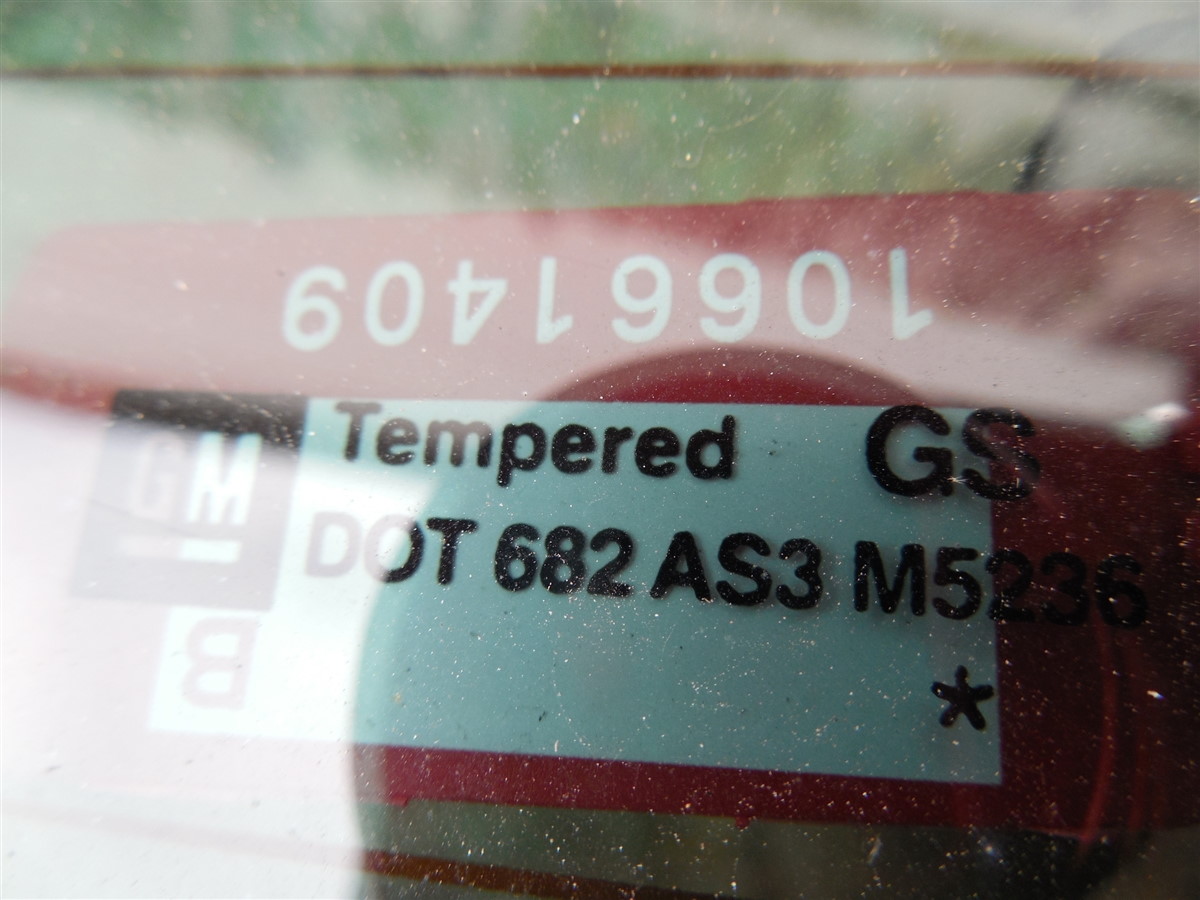 10661409
Tempered GS
GM
DOT 682 AS3 M5236
B
*